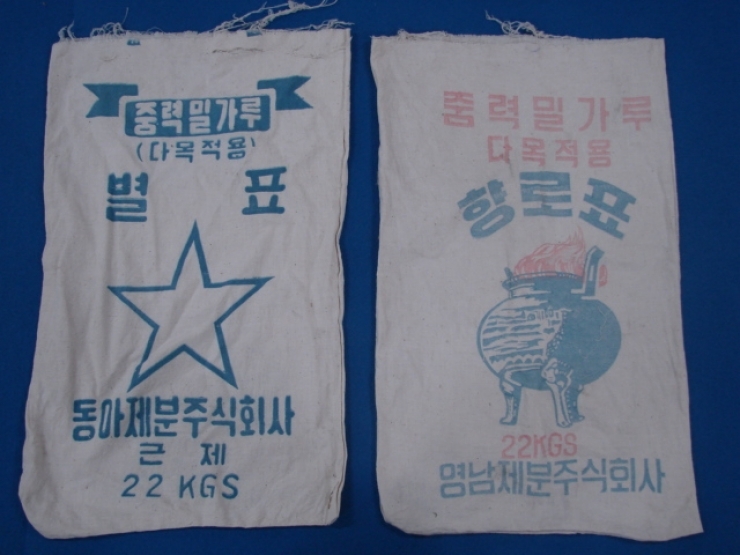 중력밀가루
(다목적용)
별 표
동아제분주식회사
근 제
22 KGS
중력밀가루
다목적용
향로표
22KGS
영남제분주식회사